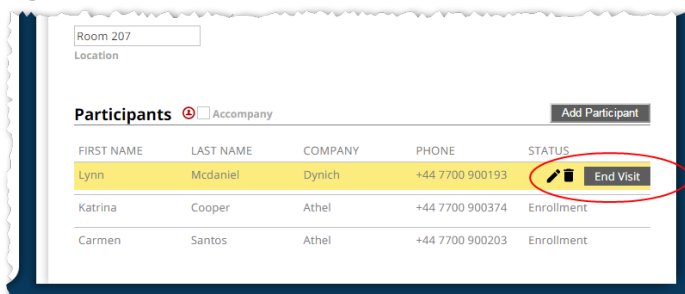 Room 207
Location
Participants Accompany Add Participant
FIRST NAME LAST NAME COMPANY PHONE STATUS
Lynn Mcdaniel Dynich +44 7700 900193 End Visit
Katrina Cooper Athel +44 7700 900374 Enrollment
Carmen Santos Athel +44 7700 900203 Enrollment